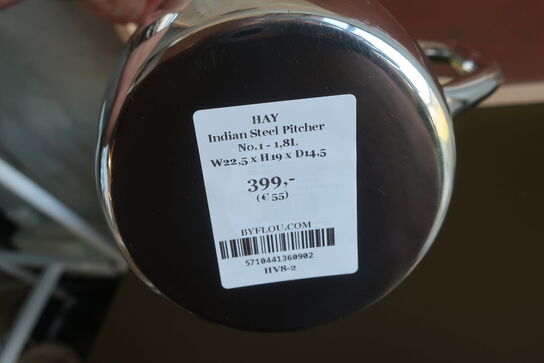 HAY
Indian Steel Pitcher
No.1 - 1,8L
W22,5 x H19 x D14,5
399,-
(€ 55)
BYFLOU.COM
5710441360902
HV8-2